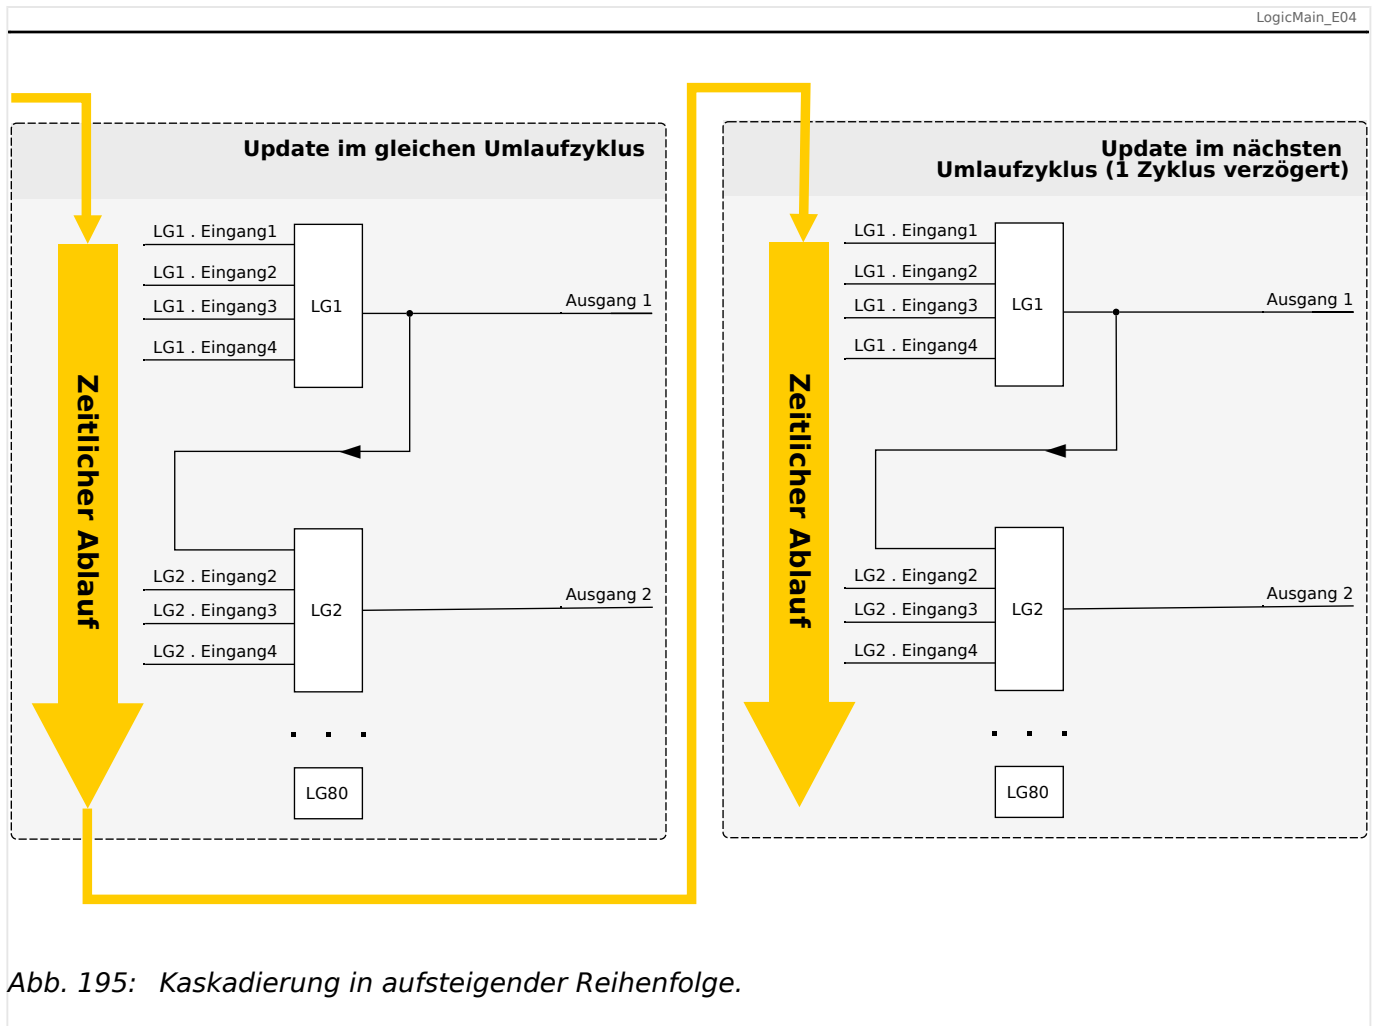 LogicMain_E04
Update im gleichen Umlaufzyklus
LG1 . Eingang1
LG1 . Eingang2
LG1 . Eingang3
LG1 . Eingang4
LG1
Ausgang 1
Zeitlicher Ablauf
LG2 . Eingang2
LG2 . Eingang3
LG2 . Eingang4
LG2
Ausgang 2
. . .
LG80
Update im nächsten
Umlaufzyklus (1 Zyklus verzögert)
LG1 . Eingang1
LG1 . Eingang2
LG1 . Eingang3
LG1 . Eingang4
LG1
Ausgang 1
Zeitlicher Ablauf
LG2 . Eingang2
LG2 . Eingang3
LG2 . Eingang4
LG2
Ausgang 2
. . .
LG80
Abb. 195: Kaskadierung in aufsteigender Reihenfolge.